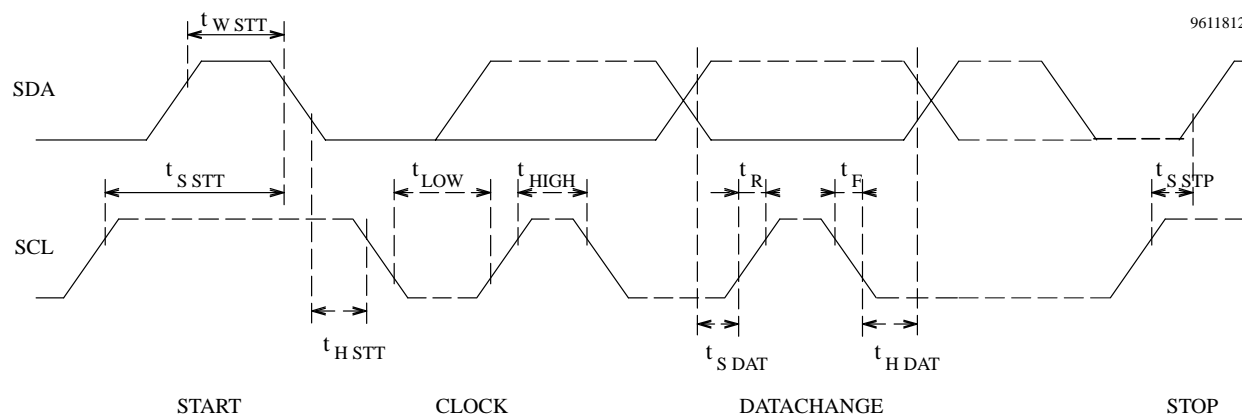 t W STT
9611812
SDA
t S STT
t LOW
t HIGH
t R
t F
t S STP
SCL
t H STT
t S DAT
t H DAT
START CLOCK DATACHANGE STOP